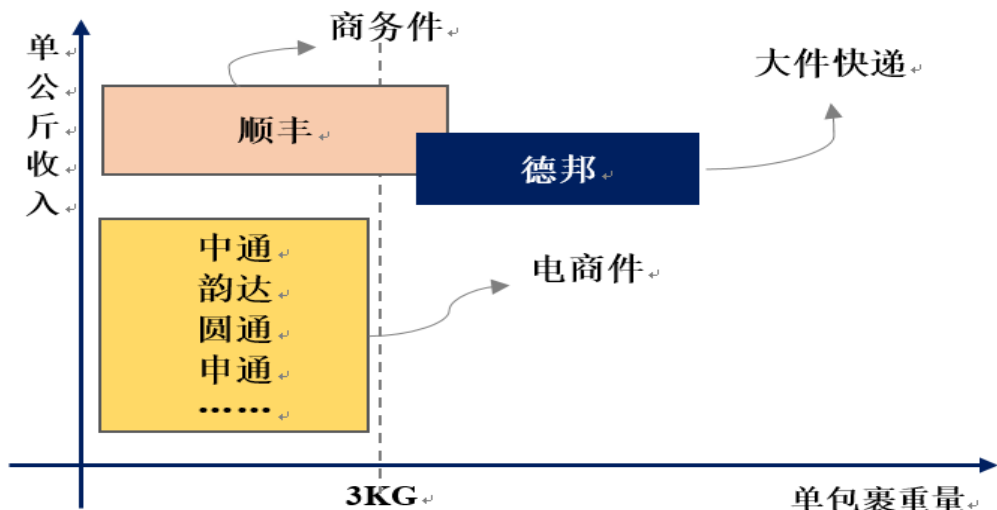 单公斤收入
商务件
大件快递
顺丰
德邦
中通
韵达
圆通
申通
……
电商件
3KG
单包裹重量